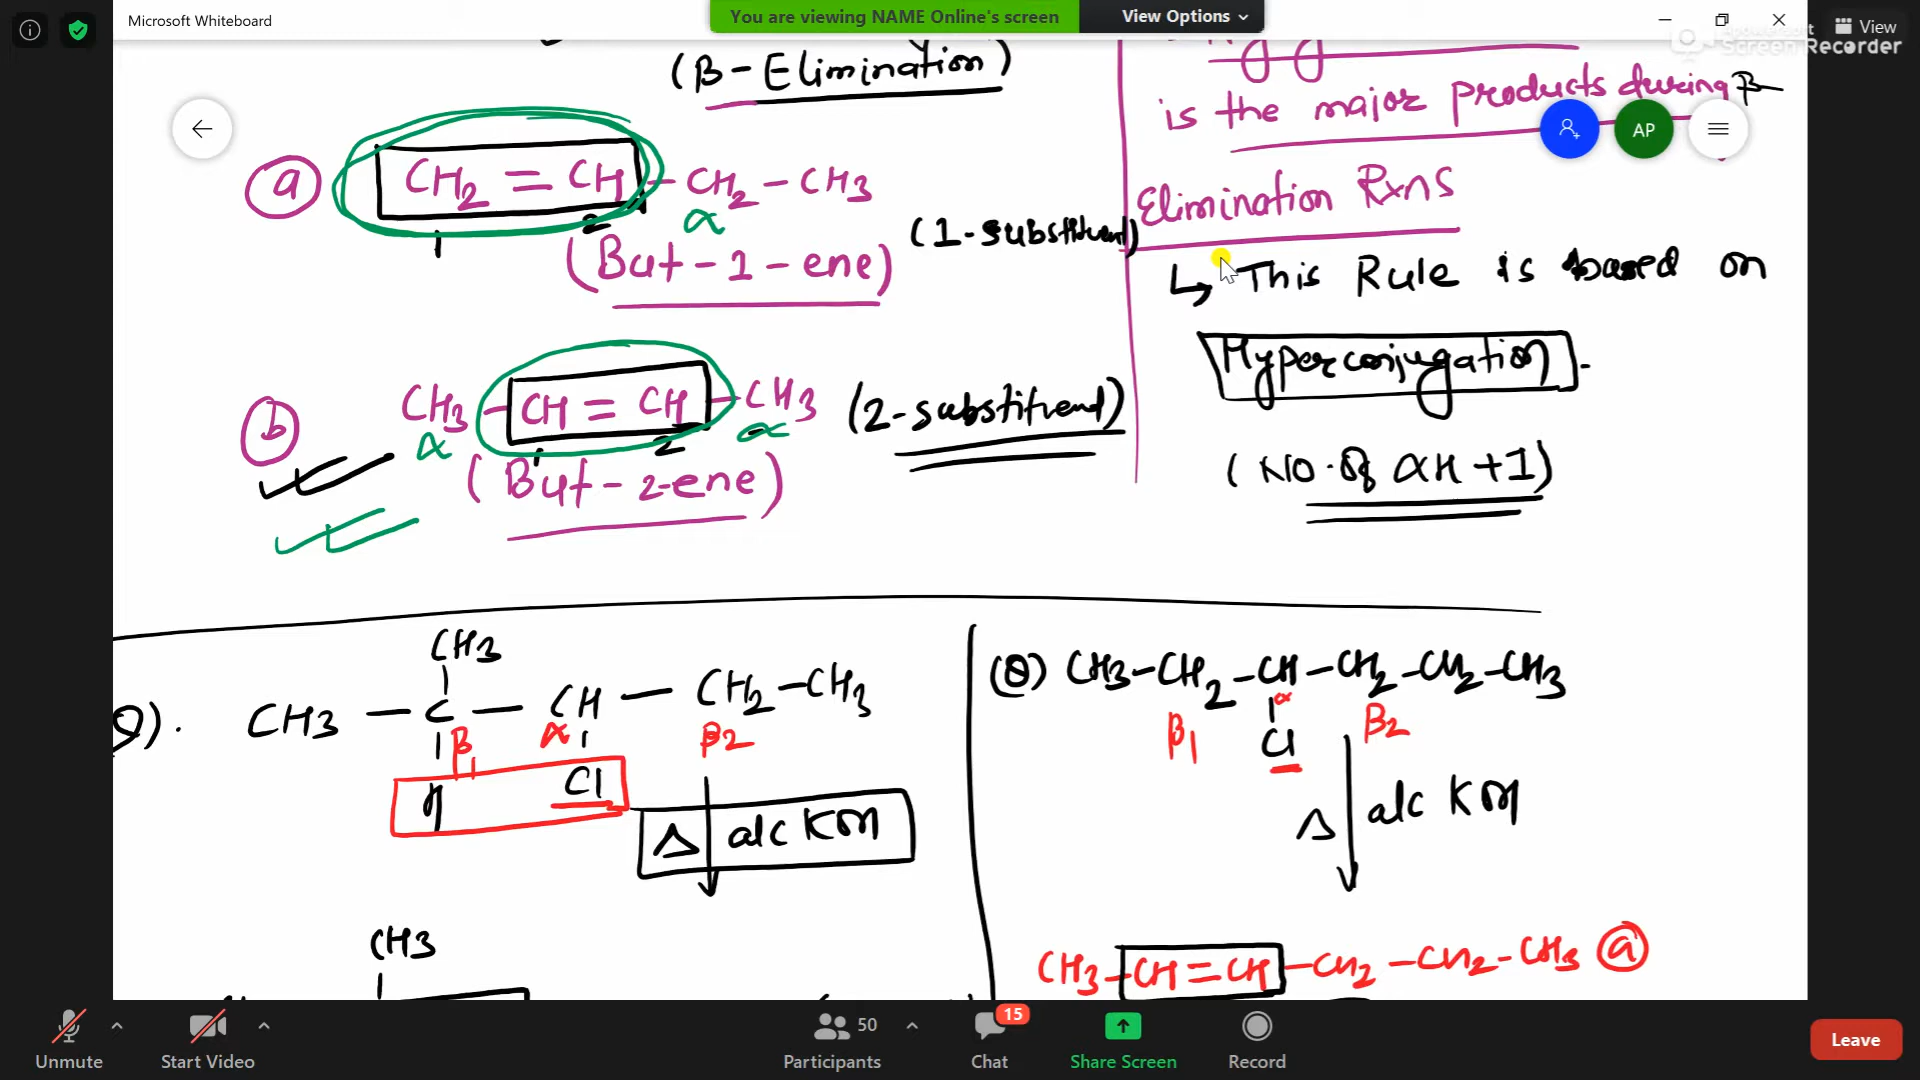 Microsoft Whiteboard
You are viewing NAME Online's screen
View Options
View
Apowersoft
Screen Recorder
(β-Elimination)
is the major products during β-
AP
Elimination Rxns
(a) CH2 = CH - CH2 - CH3
1 2 α
(But-1-ene)
(1-substituent)
↳ This Rule is based on
Hyperconjugation.
(No. of αH +1)
(b) CH3 - CH = CH - CH3 (2-substituend)
α 1 2 α
(But-2-ene)
CH3
Q). CH3 — C — CH — CH2 - CH3
β1 α β2
H Cl
Δ alc KOH
CH3
(Q) CH3-CH2-CH-CH2-CH2-CH3
β1 α β2
Cl
Δ alc KOH
CH3-CH=CH-CH2-CH2-CH3 (a)
Unmute
Start Video
50
Participants
15
Chat
Share Screen
Record
Leave